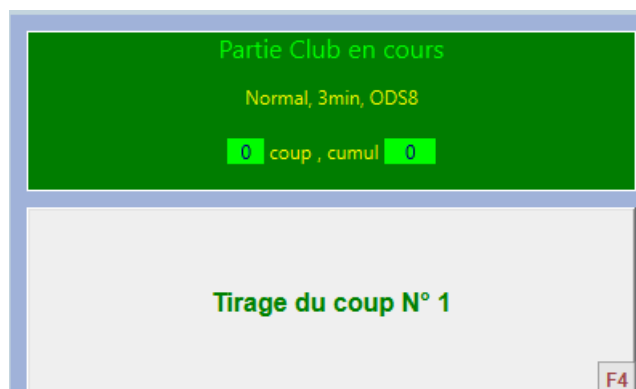 Partie Club en cours
Normal, 3min, ODS8
0 coup , cumul 0
Tirage du coup N° 1
F4